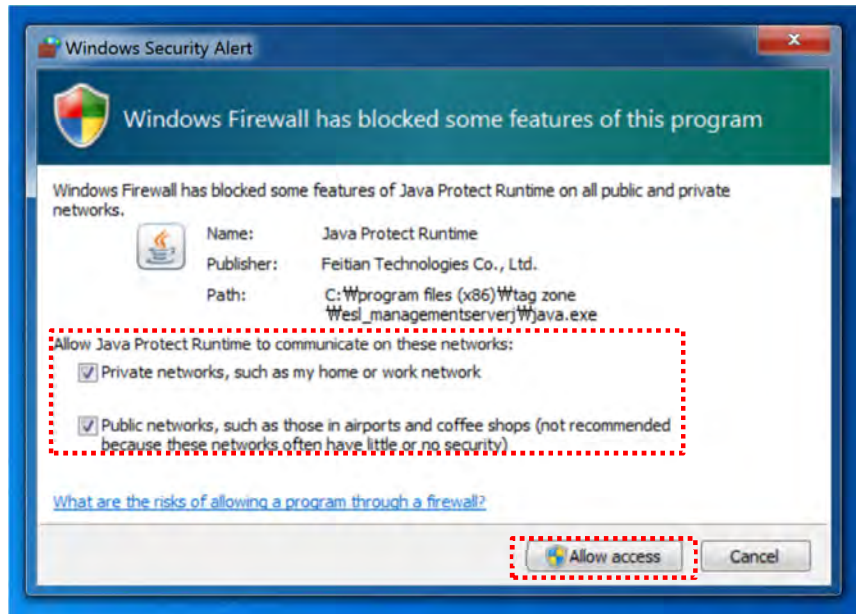 Windows Security Alert
Windows Firewall has blocked some features of this program
Windows Firewall has blocked some features of Java Protect Runtime on all public and private
networks.
Name: Java Protect Runtime
Publisher: Feitian Technologies Co., Ltd.
Path: C:₩program files (x86)₩tag zone
₩esl_managementserverj₩java.exe
Allow Java Protect Runtime to communicate on these networks:
Private networks, such as my home or work network
Public networks, such as those in airports and coffee shops (not recommended
because these networks often have little or no security)
What are the risks of allowing a program through a firewall?
Allow access Cancel